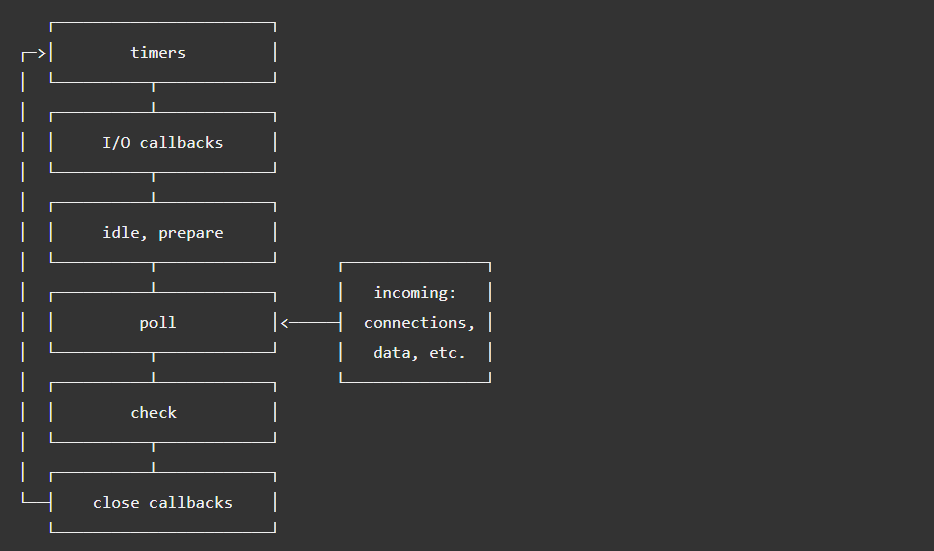 timers
I/O callbacks
idle, prepare
incoming:
poll
connections,
data, etc.
check
close callbacks